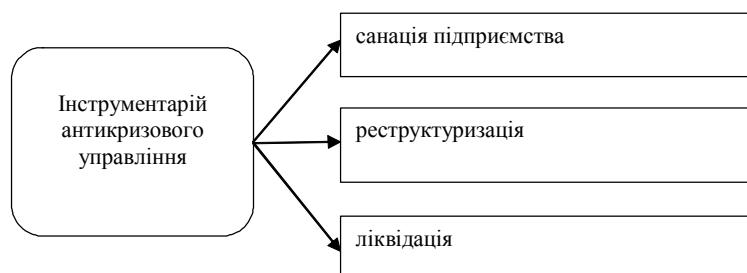 Інструментарій
антикризового
управління
санація підприємства
реструктуризація
ліквідація